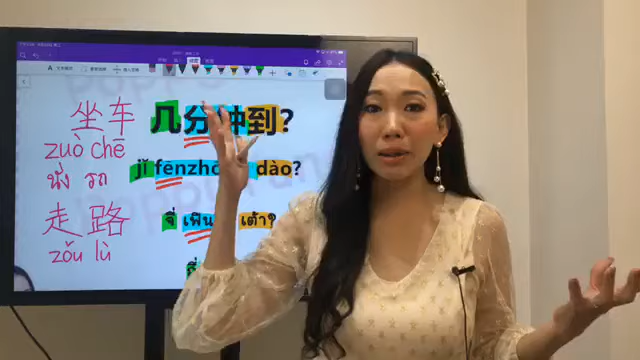 坐车
zuò chē
นั่ง รถ
走路
zǒu lù
几分钟到?
jǐ fēnzhō dào?
จี่ เฟิน เต้า?